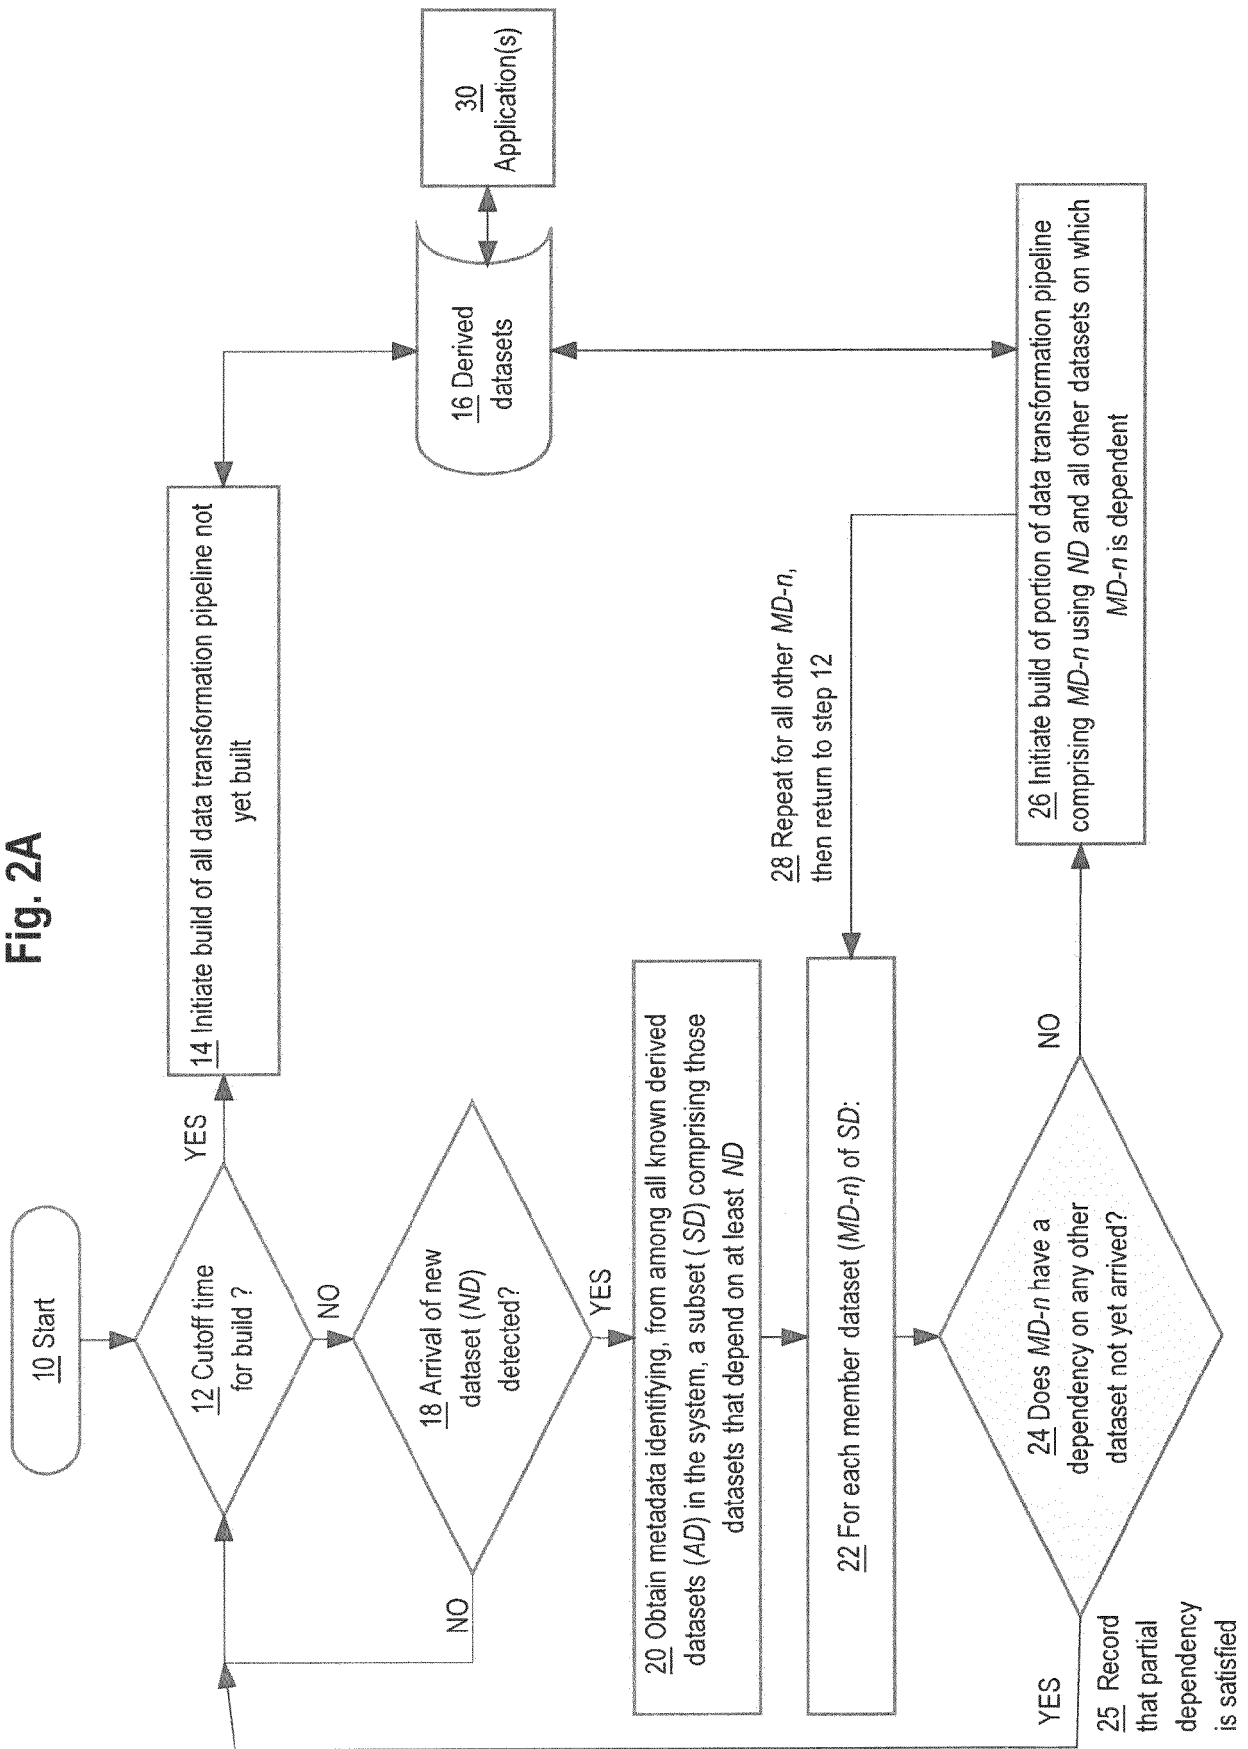 Fig. 2A
10 Start
12 Cutoff time
for build ?
YES
14 Initiate build of all data transformation pipeline not
yet built
NO
18 Arrival of new
dataset (ND)
detected?
NO
YES
16 Derived
datasets
30
Application(s)
20 Obtain metadata identifying, from among all known derived
datasets (AD) in the system, a subset ( SD) comprising those
datasets that depend on at least ND
22 For each member dataset (MD-n) of SD:
28 Repeat for all other MD-n,
then return to step 12
24 Does MD-n have a
dependency on any other
dataset not yet arrived?
YES
25 Record
that partial
dependency
is satisfied
NO
26 Initiate build of portion of data transformation pipeline
comprising MD-n using ND and all other datasets on which
MD-n is dependent